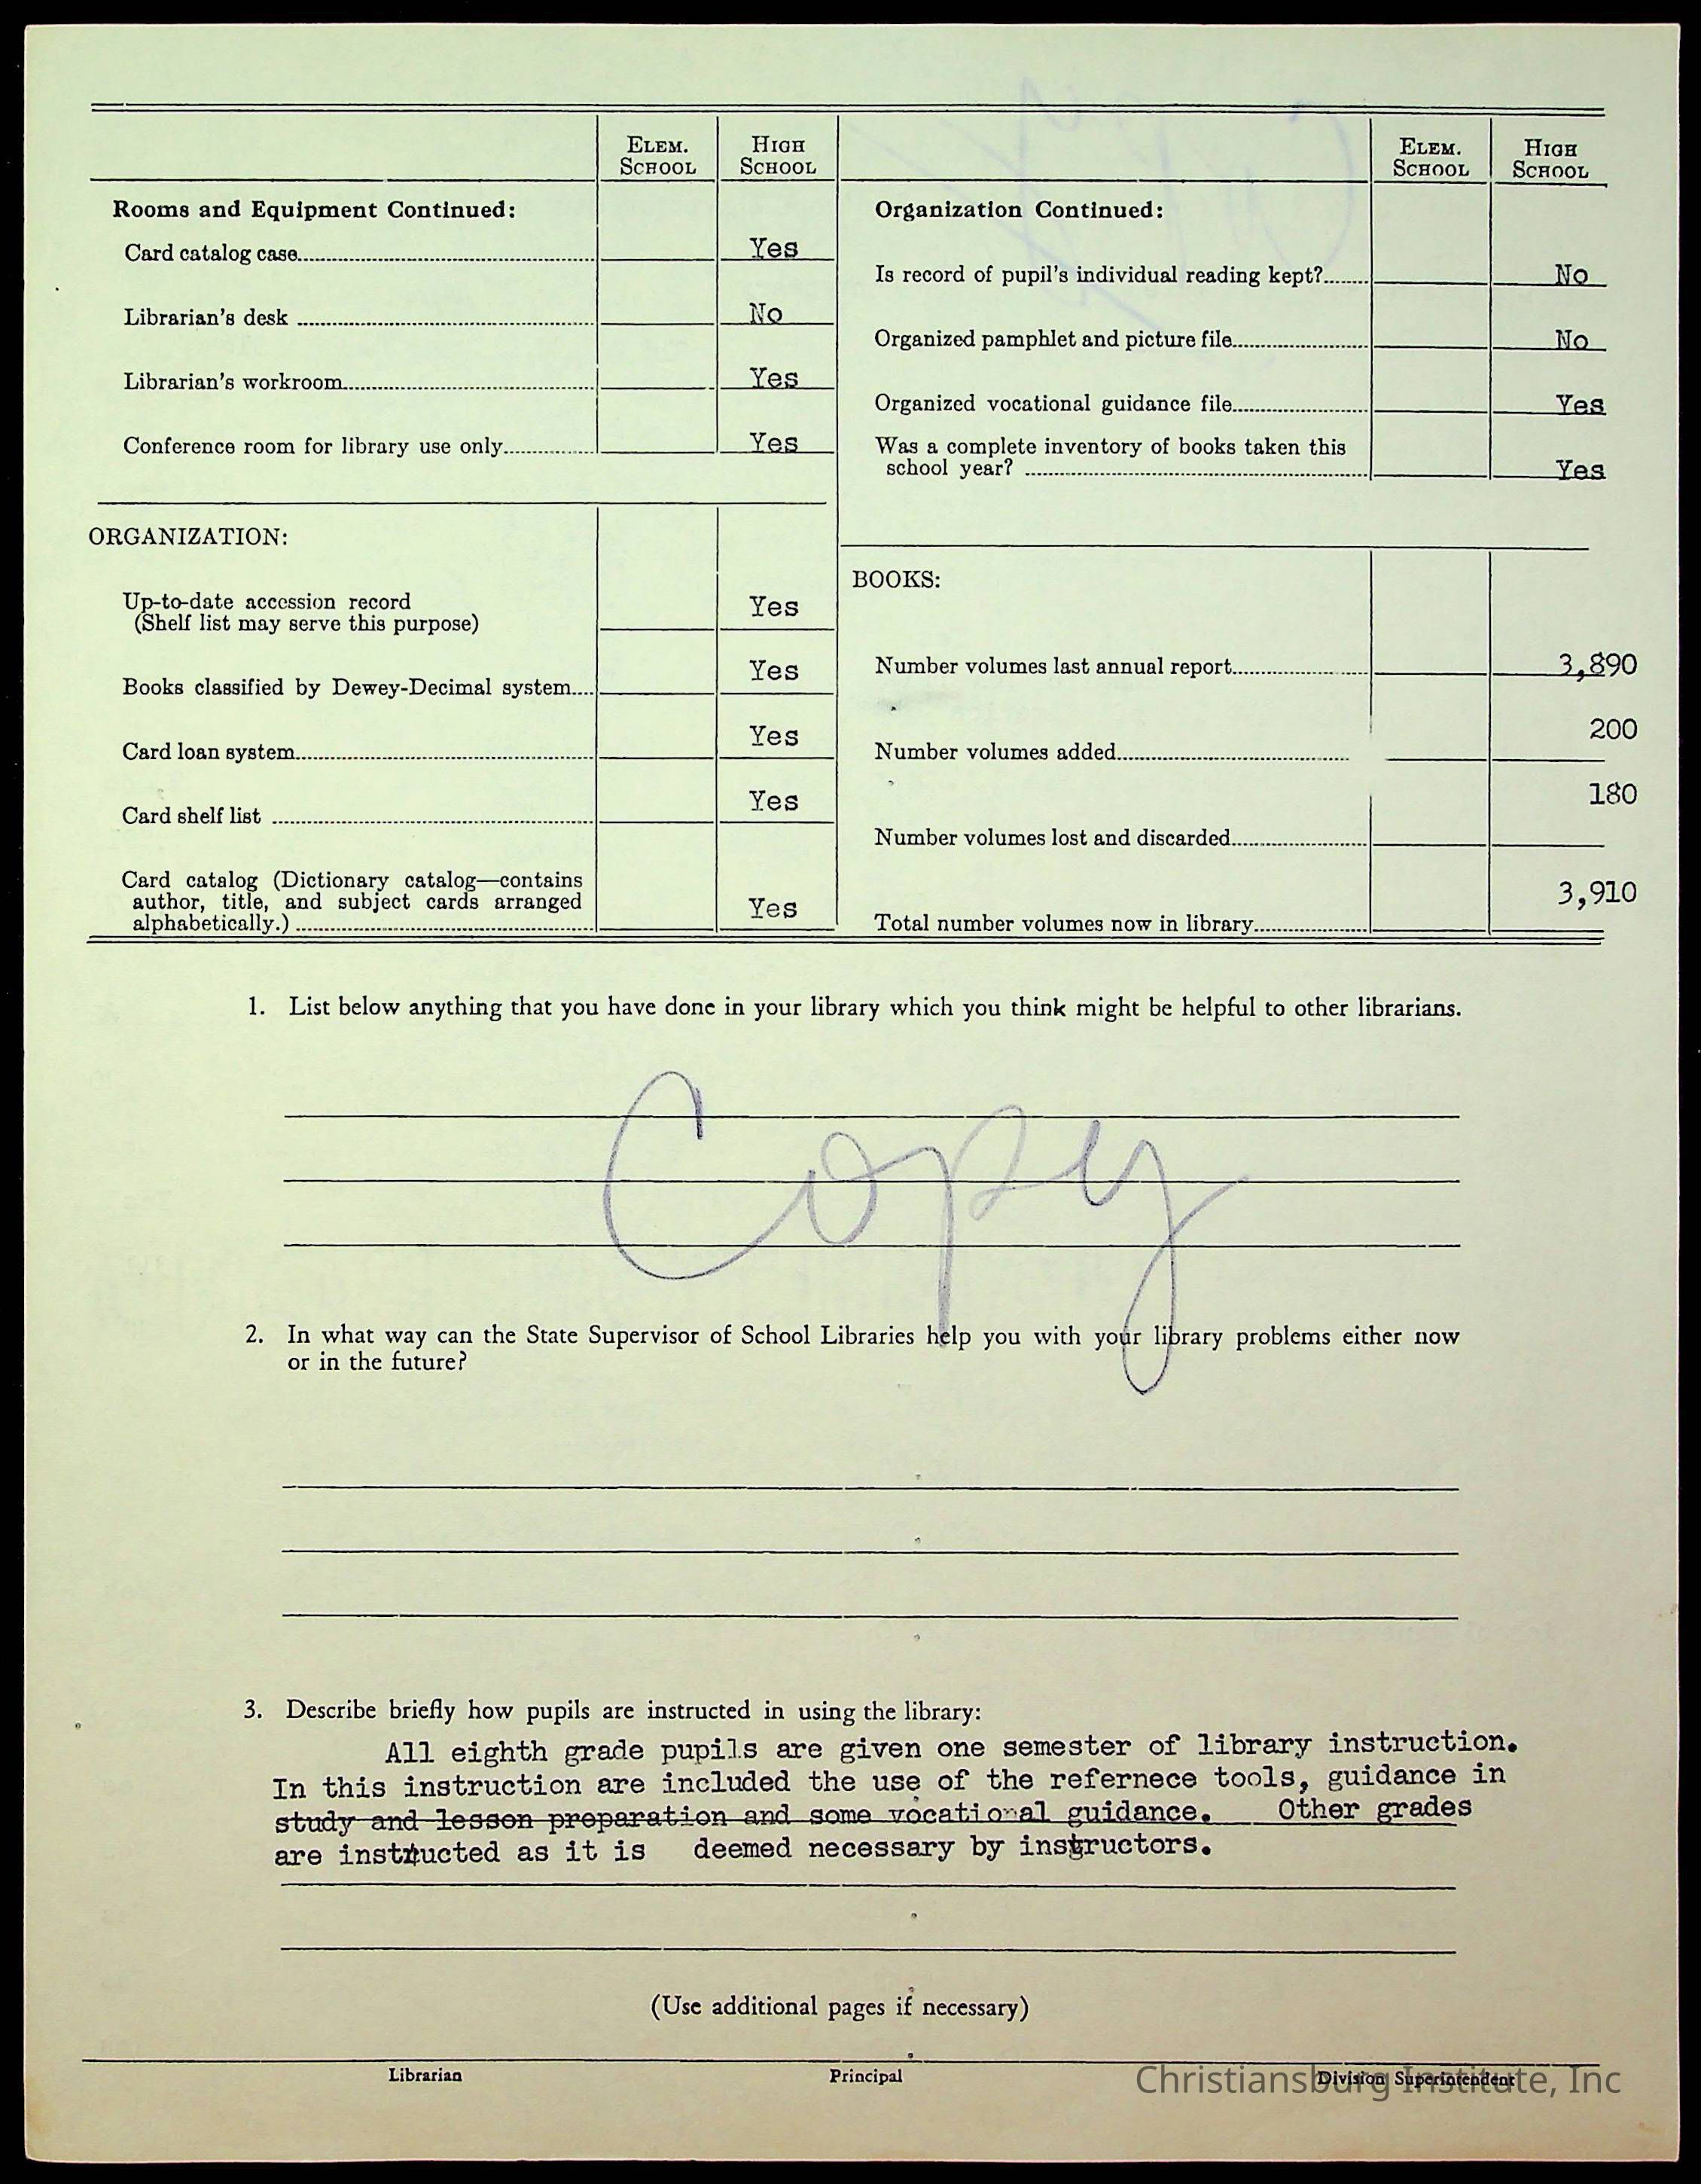 ELEM. SCHOOL
HIGH SCHOOL
Rooms and Equipment Continued:
Card catalog case Yes
Librarian's desk No
Librarian's workroom Yes
Conference room for library use only Yes
ORGANIZATION:
Up-to-date accession record
(Shelf list may serve this purpose) Yes
Books classified by Dewey-Decimal system Yes
Card loan system Yes
Card shelf list Yes
Card catalog (Dictionary catalog—contains
author, title, and subject cards arranged
alphabetically.) Yes
ELEM. SCHOOL
HIGH SCHOOL
Organization Continued:
Is record of pupil's individual reading kept? No
Organized pamphlet and picture file No
Organized vocational guidance file Yes
Was a complete inventory of books taken this
school year? Yes
BOOKS:
Number volumes last annual report 3,890
Number volumes added 200
Number volumes lost and discarded 180
Total number volumes now in library 3,910
1. List below anything that you have done in your library which you think might be helpful to other librarians.
Copy
2. In what way can the State Supervisor of School Libraries help you with your library problems either now
or in the future?
3. Describe briefly how pupils are instructed in using the library:
All eighth grade pupils are given one semester of library instruction.
In this instruction are included the use of the refernece tools, guidance in
study and lesson preparation and some vocational guidance. Other grades
are instructed as it is deemed necessary by instructors.
(Use additional pages if necessary)
Librarian
Principal
Division Superintendent
Christiansburg Institute, Inc